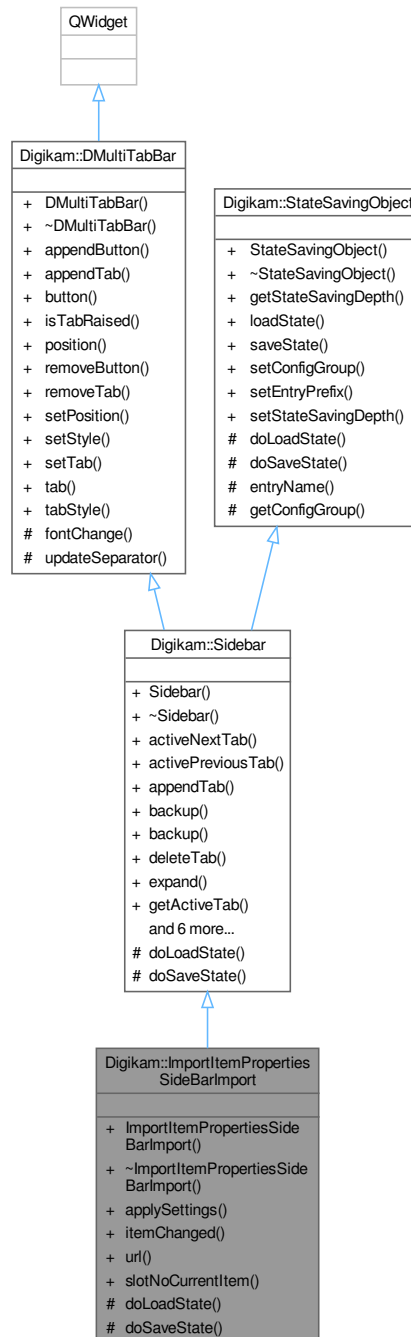 QWidget
Digikam::DMultiTabBar
+ DMultiTabBar()
+ ~DMultiTabBar()
+ appendButton()
+ appendTab()
+ button()
+ isTabRaised()
+ position()
+ removeButton()
+ removeTab()
+ setPosition()
+ setStyle()
+ setTab()
+ tab()
+ tabStyle()
# fontChange()
# updateSeparator()
Digikam::StateSavingObject
+ StateSavingObject()
+ ~StateSavingObject()
+ getStateSavingDepth()
+ loadState()
+ saveState()
+ setConfigGroup()
+ setEntryPrefix()
+ setStateSavingDepth()
# doLoadState()
# doSaveState()
# entryName()
# getConfigGroup()
Digikam::Sidebar
+ Sidebar()
+ ~Sidebar()
+ activeNextTab()
+ activePreviousTab()
+ appendTab()
+ backup()
+ backup()
+ deleteTab()
+ expand()
+ getActiveTab()
and 6 more...
# doLoadState()
# doSaveState()
Digikam::ImportItemProperties
SideBarImport
+ ImportItemPropertiesSide
BarImport()
+ ~ImportItemPropertiesSide
BarImport()
+ applySettings()
+ itemChanged()
+ url()
+ slotNoCurrentItem()
# doLoadState()
# doSaveState()